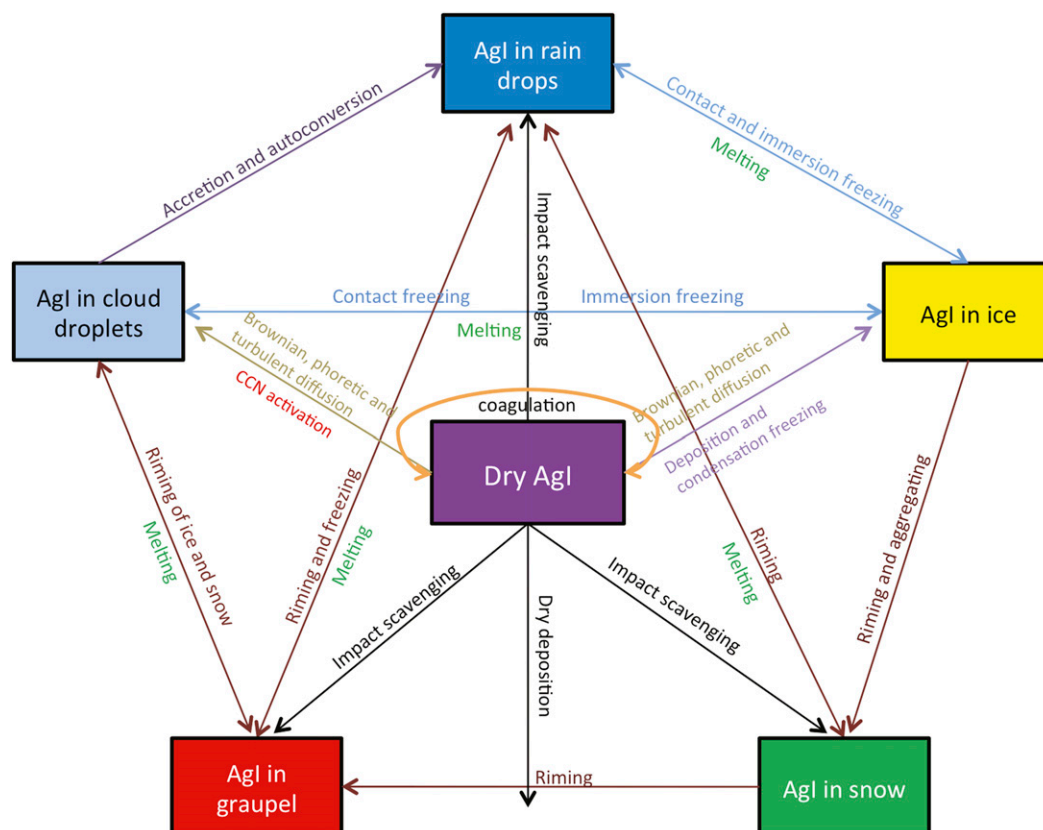 AgI in rain
drops
Accretion and autoconversion
Contact and immersion freezing
Melting
Impact scavenging
AgI in cloud
droplets
Contact freezing
Immersion freezing
Melting
AgI in ice
Brownian, phoretic and
turbulent diffusion
CCN activation
coagulation
Brownian, phoretic and
turbulent diffusion
Deposition and
condensation freezing
Dry AgI
Riming of ice and snow
Melting
Riming and freezing
Melting
Impact scavenging
Dry deposition
Impact scavenging
Riming
Melting
Riming and aggregating
AgI in
graupel
Riming
AgI in snow